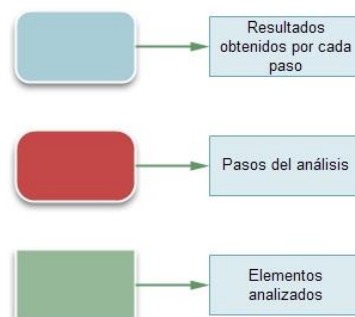 Resultados
obtenidos por cada
paso
Pasos del análisis
Elementos
analizados